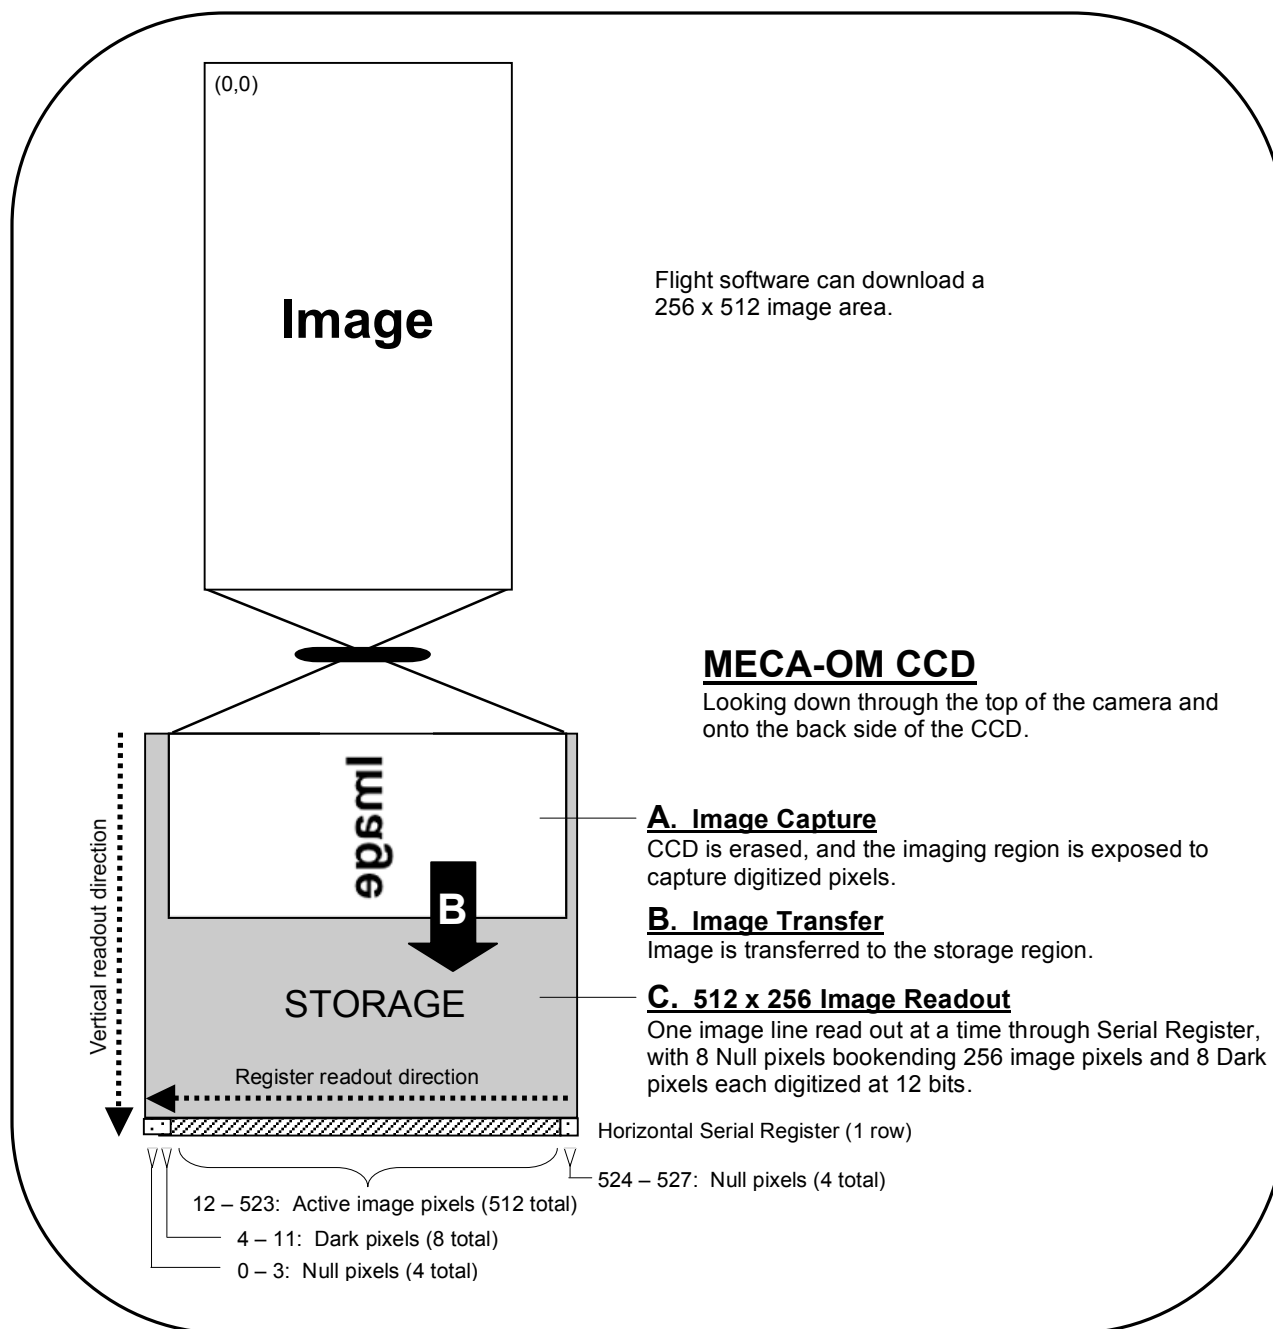 (0,0)
Image
Flight software can download a
256 x 512 image area.
MECA-OM CCD
Looking down through the top of the camera and
onto the back side of the CCD.
Image
A. Image Capture
CCD is erased, and the imaging region is exposed to
capture digitized pixels.
B
B. Image Transfer
Image is transferred to the storage region.
Vertical readout direction
STORAGE
C. 512 x 256 Image Readout
One image line read out at a time through Serial Register,
with 8 Null pixels bookending 256 image pixels and 8 Dark
pixels each digitized at 12 bits.
Register readout direction
Horizontal Serial Register (1 row)
524 – 527: Null pixels (4 total)
12 – 523: Active image pixels (512 total)
4 – 11: Dark pixels (8 total)
0 – 3: Null pixels (4 total)